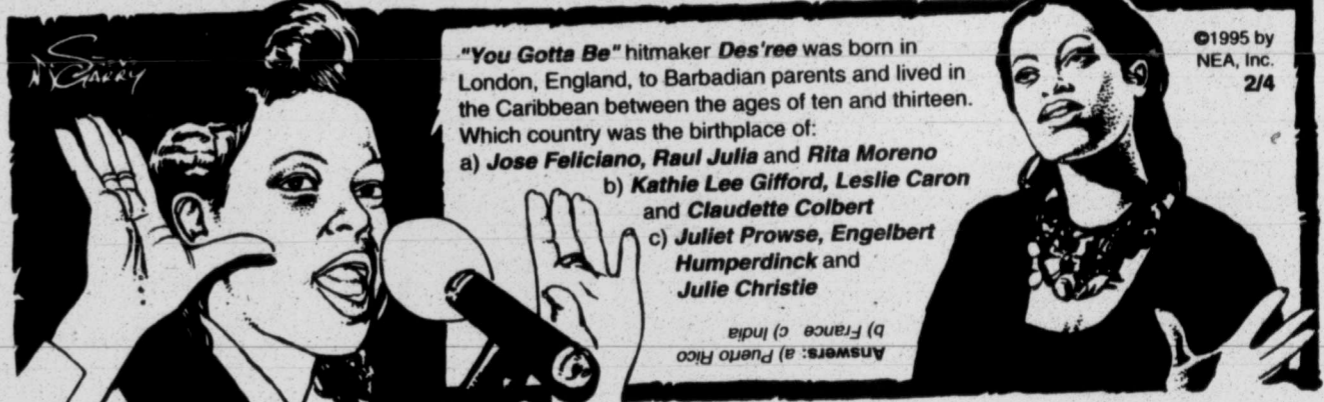 "You Gotta Be" hitmaker Des'ree was born in
London, England, to Barbadian parents and lived in
the Caribbean between the ages of ten and thirteen.
Which country was the birthplace of:
a) Jose Feliciano, Raul Julia and Rita Moreno
b) Kathie Lee Gifford, Leslie Caron
and Claudette Colbert
c) Juliet Prowse, Engelbert
Humperdinck and
Julie Christie
Answers: a) Puerto Rico
b) France c) India
©1995 by
NEA, Inc.
2/4